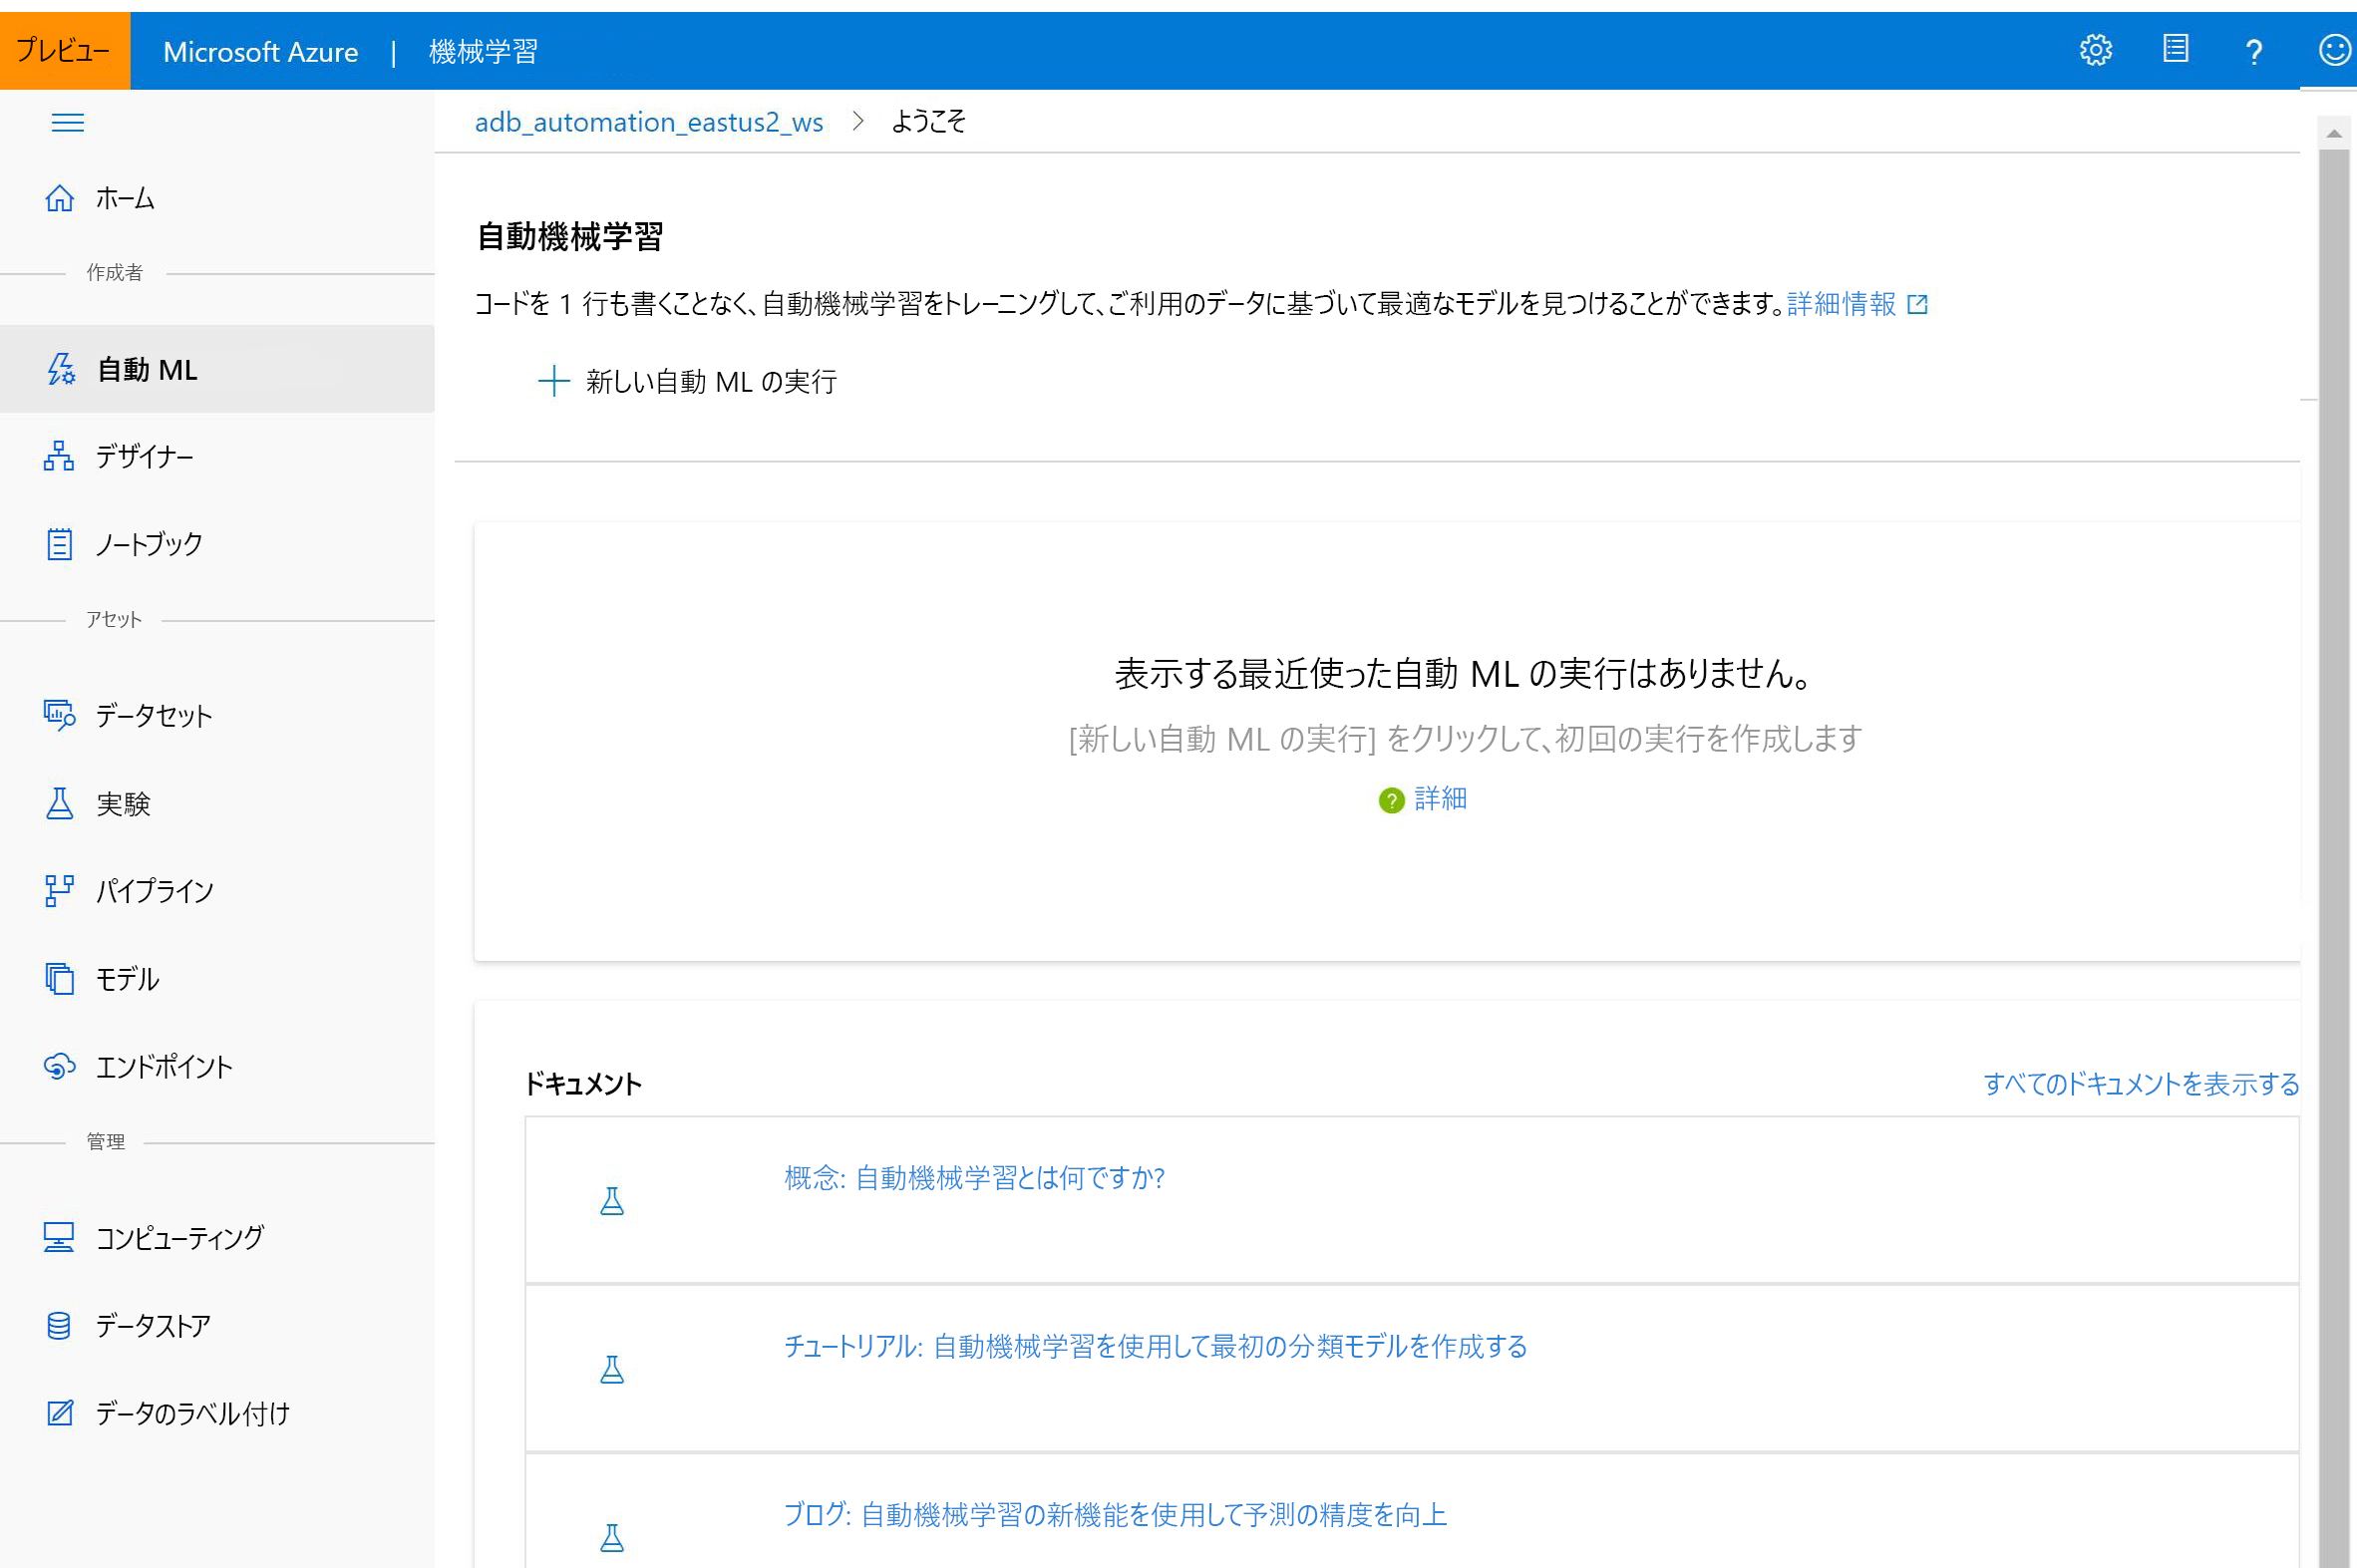 プレビュー
Microsoft Azure | 機械学習
adb_automation_eastus2_ws > ようこそ
ホーム
作成者
自動 ML
デザイナー
ノートブック
アセット
データセット
実験
パイプライン
モデル
エンドポイント
管理
コンピューティング
データストア
データのラベル付け
自動機械学習
コードを 1 行も書くことなく、自動機械学習をトレーニングして、ご利用のデータに基づいて最適なモデルを見つけることができます。詳細情報
新しい自動 ML の実行
表示する最近使った自動 ML の実行はありません。
[新しい自動 ML の実行] をクリックして、初回の実行を作成します
詳細
ドキュメント
すべてのドキュメントを表示する
概念: 自動機械学習とは何ですか?
チュートリアル: 自動機械学習を使用して最初の分類モデルを作成する
ブログ: 自動機械学習の新機能を使用して予測の精度を向上